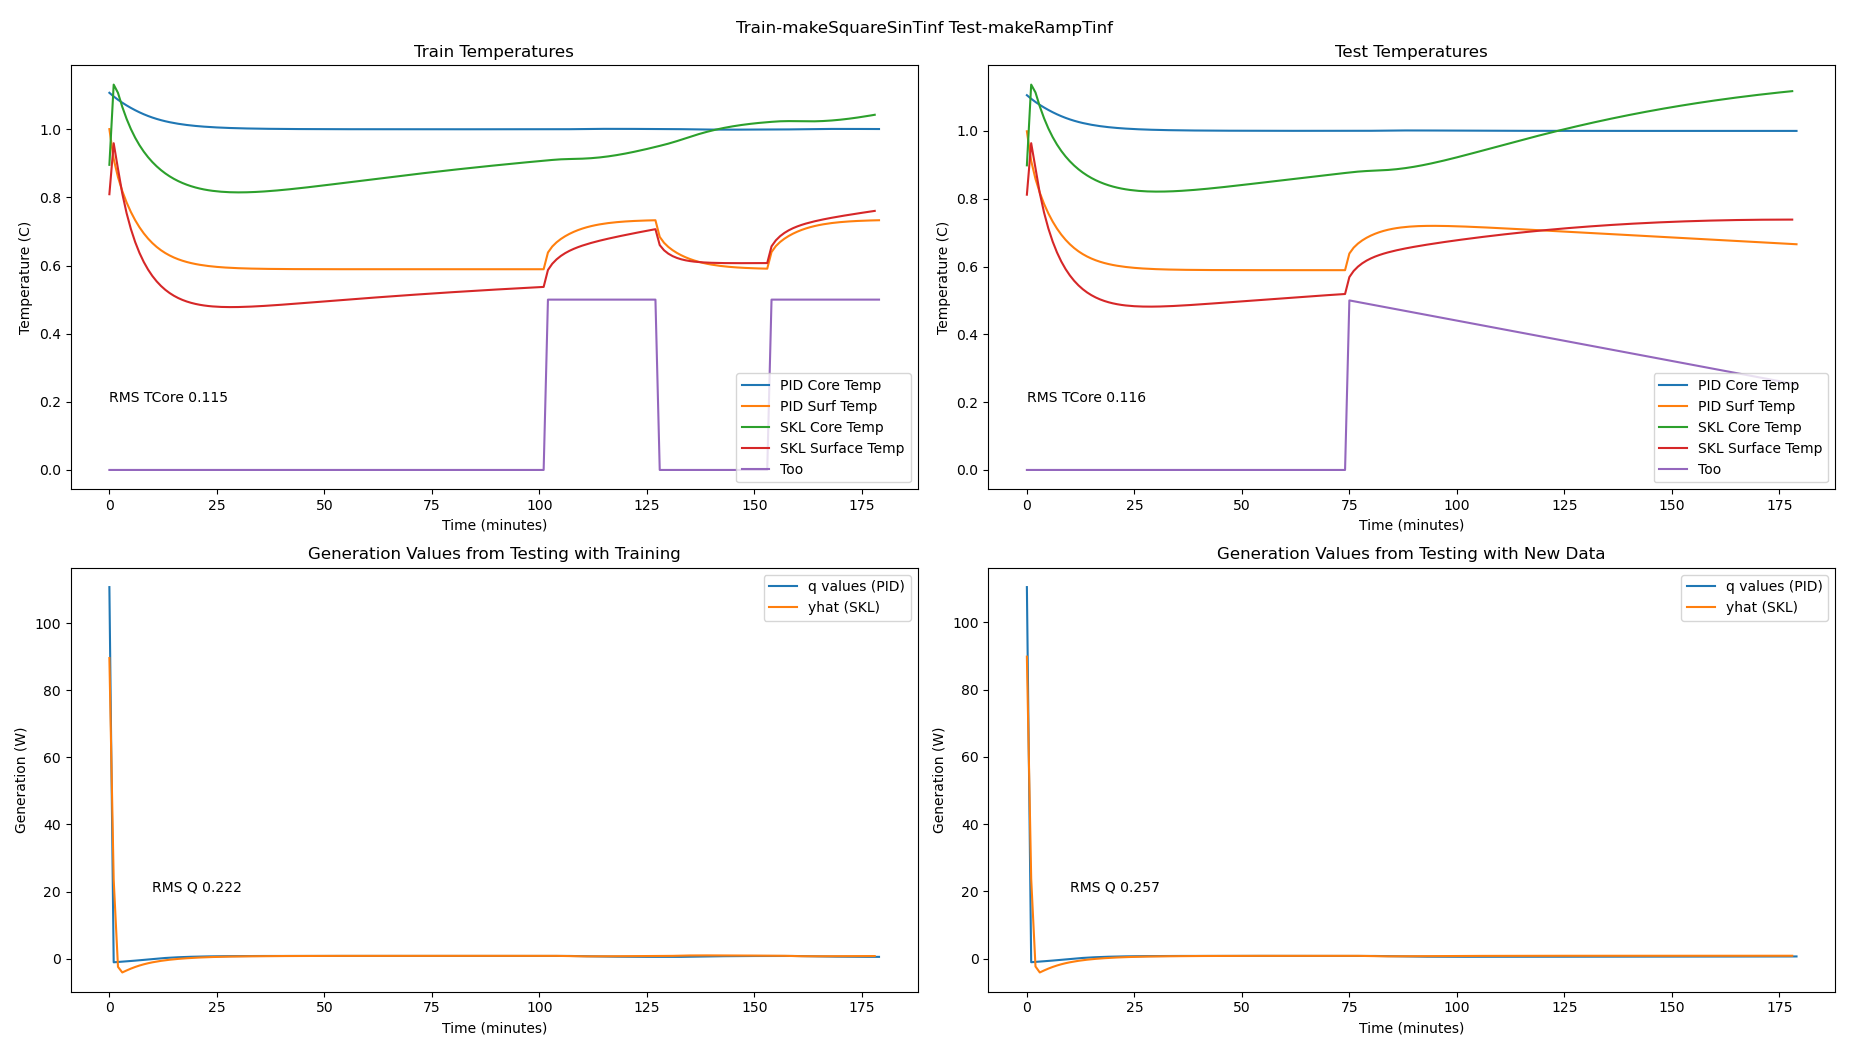 Train-makeSquareSinTinf Test-makeRampTinf
Train Temperatures
Temperature (C)
1.0
0.8
0.6
0.4
0.2
0.0
RMS TCore 0.115
PID Core Temp
PID Surf Temp
SKL Core Temp
SKL Surface Temp
Too
0 25 50 75 100 125 150 175
Time (minutes)
Test Temperatures
Temperature (C)
1.0
0.8
0.6
0.4
0.2
0.0
RMS TCore 0.116
PID Core Temp
PID Surf Temp
SKL Core Temp
SKL Surface Temp
Too
0 25 50 75 100 125 150 175
Time (minutes)
Generation Values from Testing with Training
Generation (W)
100
80
60
40
20
0
q values (PID)
yhat (SKL)
RMS Q 0.222
0 25 50 75 100 125 150 175
Time (minutes)
Generation Values from Testing with New Data
Generation (W)
100
80
60
40
20
0
q values (PID)
yhat (SKL)
RMS Q 0.257
0 25 50 75 100 125 150 175
Time (minutes)